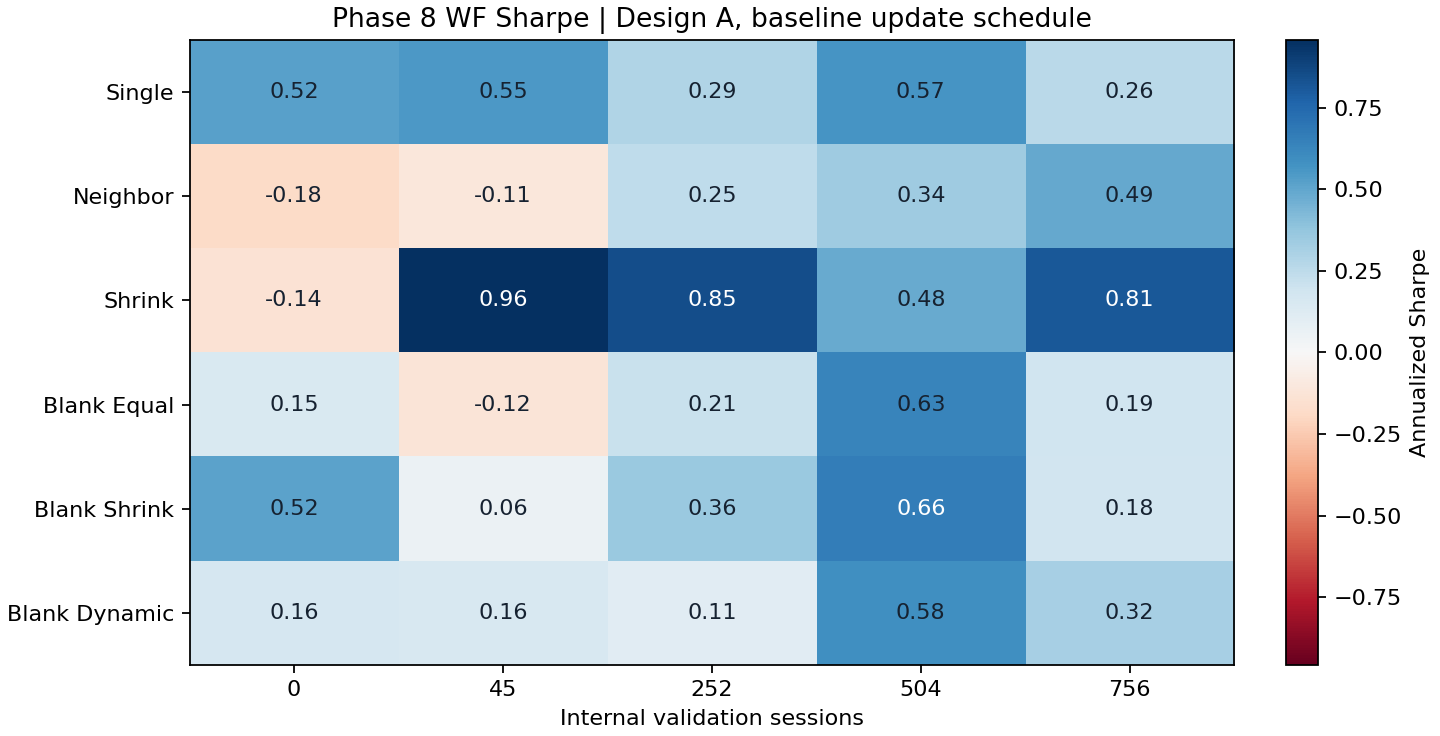 Phase 8 WF Sharpe | Design A, baseline update schedule
Single 0.52 0.55 0.29 0.57 0.26
Neighbor -0.18 -0.11 0.25 0.34 0.49
Shrink -0.14 0.96 0.85 0.48 0.81
Blank Equal 0.15 -0.12 0.21 0.63 0.19
Blank Shrink 0.52 0.06 0.36 0.66 0.18
Blank Dynamic 0.16 0.16 0.11 0.58 0.32
0 45 252 504 756
Internal validation sessions
0.75
0.50
0.25
0.00
−0.25
−0.50
−0.75
Annualized Sharpe